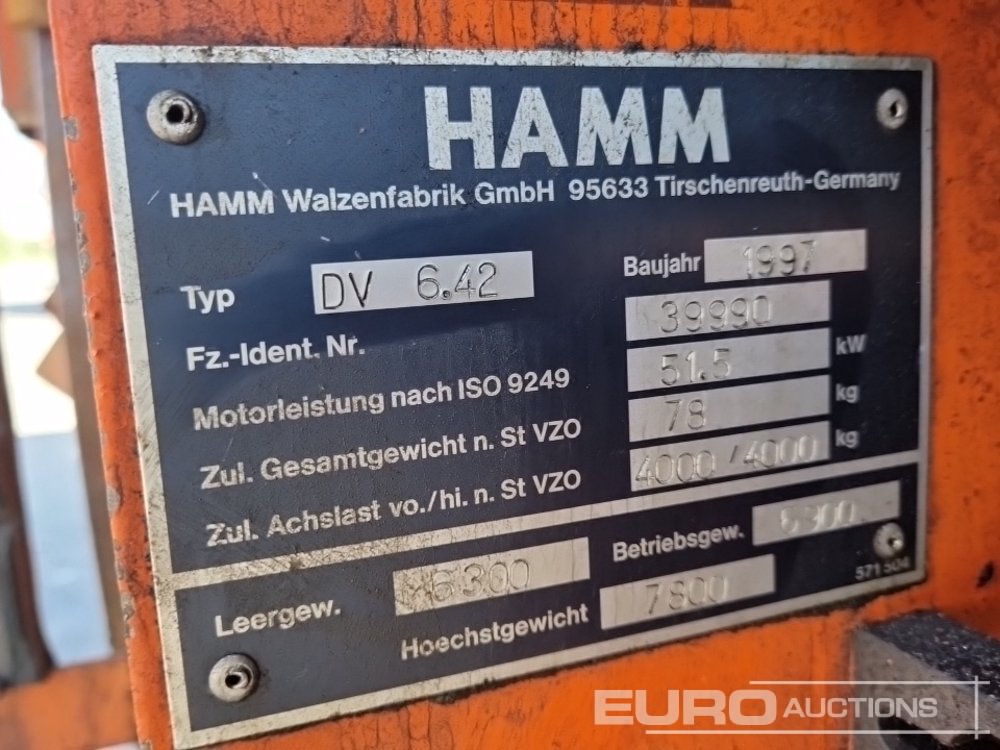 HAMM
HAMM Walzenfabrik GmbH 95633 Tirschenreuth-Germany
Typ DV 6.42 Baujahr 1997
Fz.-Ident. Nr. 39990
Motorleistung nach ISO 9249 51.5 kW
Zul. Gesamtgewicht n. St VZO 78 kg
Zul. Achslast vo./hi. n. St VZO 4000/4000 kg
Leergew. 6300 Betriebsgew.
Hoechstgewicht 7800
571 504
EURO AUCTIONS